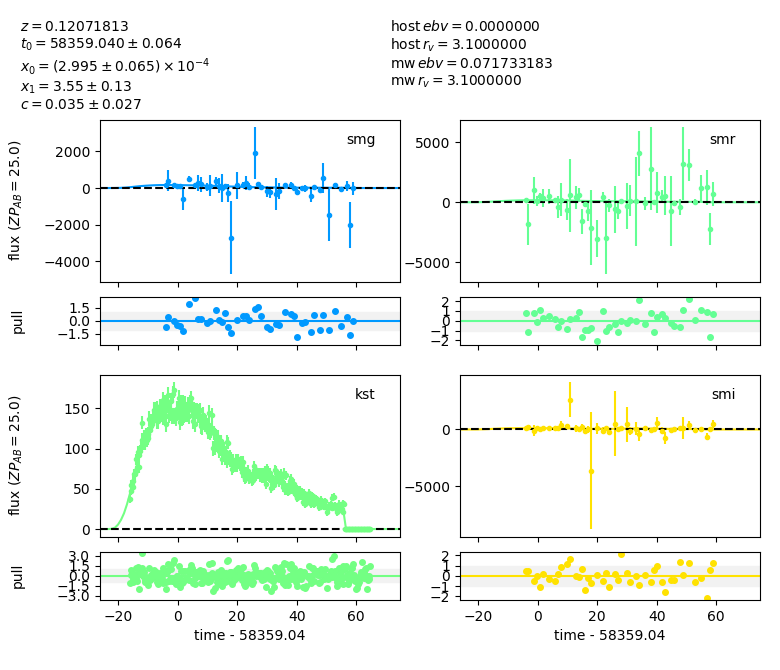 z = 0.12071813
t₀ = 58359.040 ± 0.064
x₀ = (2.995 ± 0.065) × 10⁻⁴
x₁ = 3.55 ± 0.13
c = 0.035 ± 0.027
host ebv = 0.0000000
host r_v = 3.1000000
mw ebv = 0.071733183
mw r_v = 3.1000000
smg
flux (ZP_AB = 25.0)
2000
0
−2000
−4000
smr
5000
0
−5000
pull
1.5
0.0
−1.5
2
1
0
−1
−2
kst
flux (ZP_AB = 25.0)
150
100
50
0
smi
0
−5000
pull
3.0
1.5
0.0
−1.5
−3.0
2
1
0
−1
−2
−20 0 20 40 60
time - 58359.04
−20 0 20 40 60
time - 58359.04